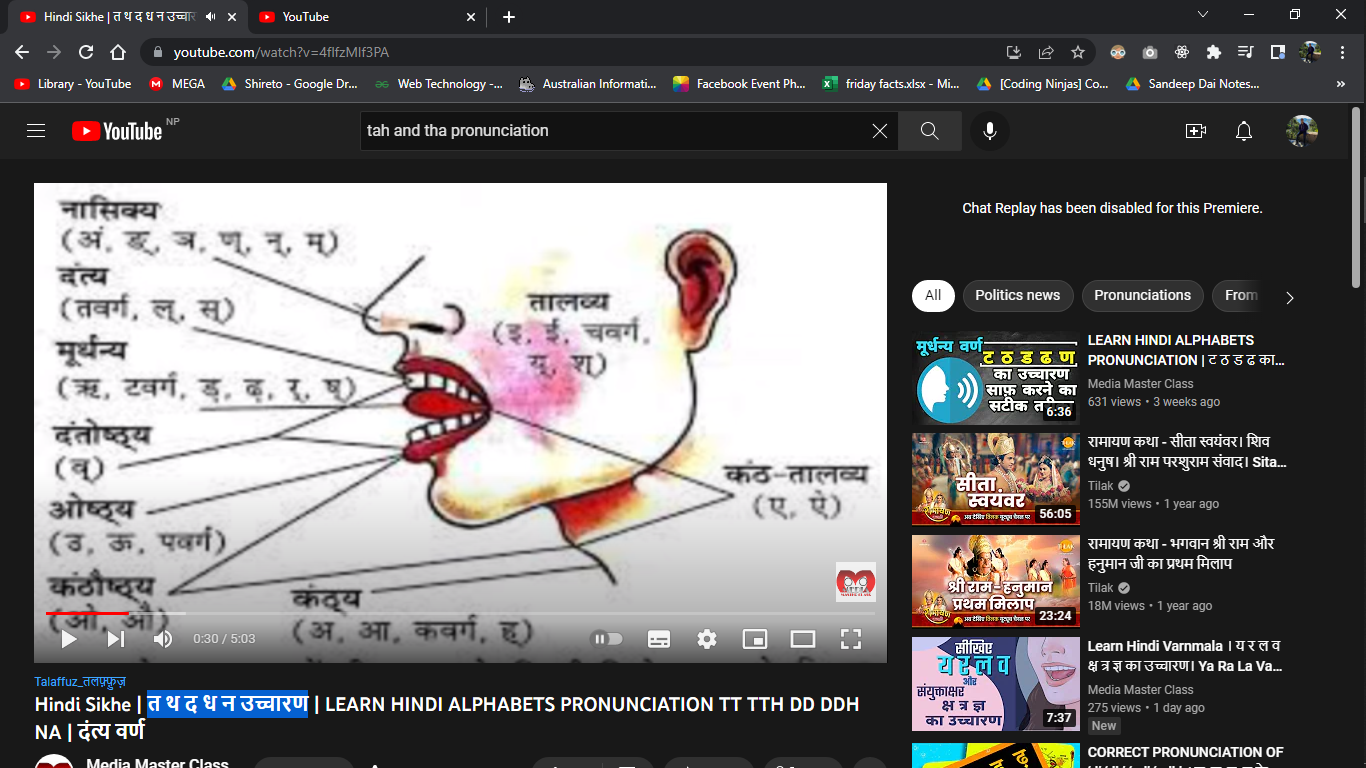 Hindi Sikhe | त थ द ध न उच्चार
YouTube
youtube.com/watch?v=4fIfzMIf3PA
Library - YouTube
MEGA
Shireto - Google Dr...
Web Technology -...
Australian Informati...
Facebook Event Ph...
friday facts.xlsx - Mi...
[Coding Ninjas] Co...
Sandeep Dai Notes...
»
YouTube NP
tah and tha pronunciation
नासिक्य
(अं, ङ्, ञ, ण्, न्, म्)
दंत्य
(तवर्ग, ल्, स्)
मूर्धन्य
(ऋ, टवर्ग, ड़्, ढ़्, र्, ष्)
दंतोष्ठ्य
(व्)
ओष्ठ्य
(उ, ऊ, पवर्ग)
कंठौष्ठ्य
(ओ, औ)
तालव्य
(इ, ई, चवर्ग,
य्, श्)
कंठ-तालव्य
(ए, ऐ)
कंठ्य
(अ, आ, कवर्ग, ह्)
0:30 / 5:03
Talaffuz_तलफ़्फ़ुज़
Hindi Sikhe | त थ द ध न उच्चारण | LEARN HINDI ALPHABETS PRONUNCIATION TT TTH DD DDH
NA | दंत्य वर्ण
Media Master Class
Chat Replay has been disabled for this Premiere.
All
Politics news
Pronunciations
From
मूर्धन्य वर्ण
ट ठ ड ढ ण
का उच्चारण
साफ़ करने का
सटीक
6:36
LEARN HINDI ALPHABETS
PRONUNCIATION | ट ठ ड ढ का...
Media Master Class
631 views • 3 weeks ago
सीता
स्वयंवर
56:05
रामायण कथा - सीता स्वयंवर। शिव
धनुष। श्री राम परशुराम संवाद। Sita...
Tilak
155M views • 1 year ago
श्री राम-हनुमान
प्रथम मिलाप
23:24
रामायण कथा - भगवान श्री राम और
हनुमान जी का प्रथम मिलाप
Tilak
18M views • 1 year ago
सीखिए
य र ल व
और
संयुक्ताक्षर
क्ष त्र ज्ञ
का उच्चारण
7:37
Learn Hindi Varnmala । य र ल व
क्ष त्र ज्ञ का उच्चारण। Ya Ra La Va...
Media Master Class
275 views • 1 day ago
New
CORRECT PRONUNCIATION OF